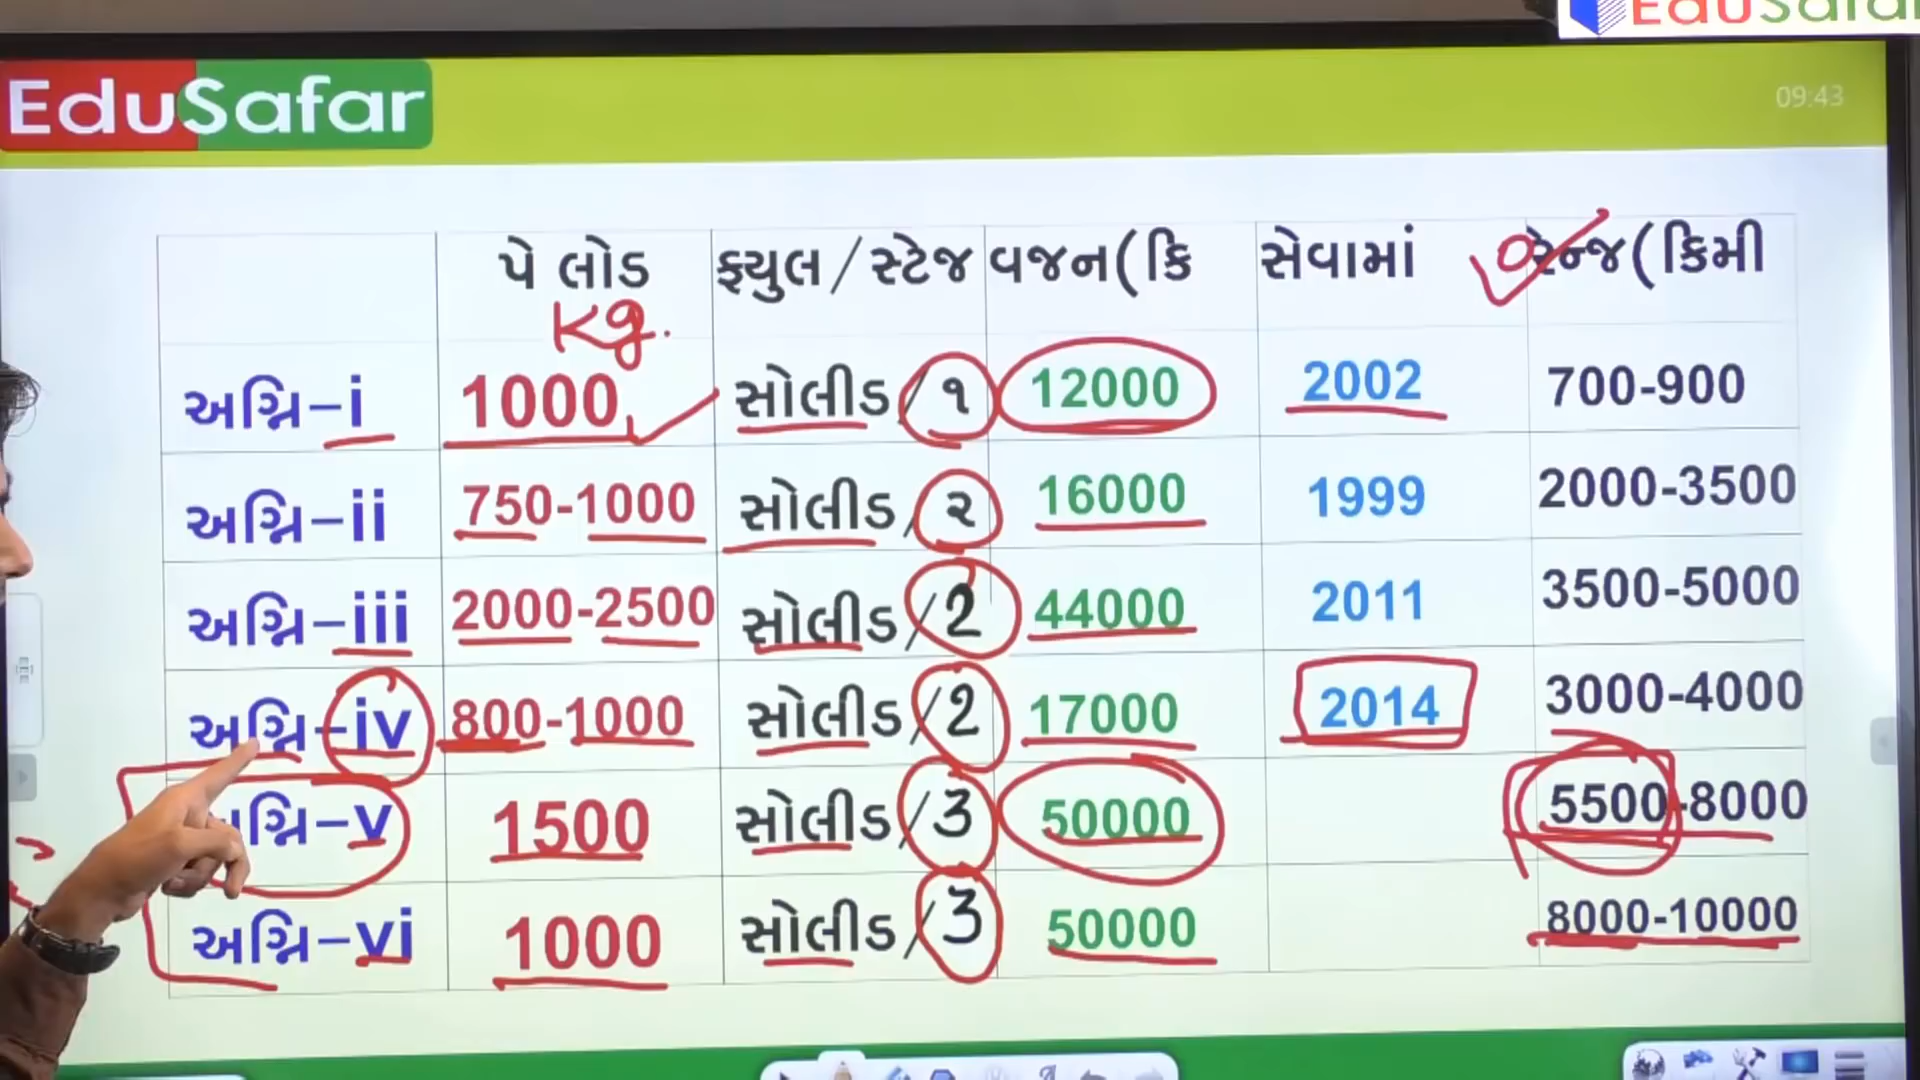 EduSafar
EduSafar
09:43
પે લોડ ફ્યુલ/સ્ટેજ વજન(કિ સેવામાં રેન્જ(કિમી
Kg.
અગ્નિ-i 1000 સોલીડ/૧ 12000 2002 700-900
અગ્નિ-ii 750-1000 સોલીડ/૨ 16000 1999 2000-3500
અગ્નિ-iii 2000-2500 સોલીડ/2 44000 2011 3500-5000
અગ્નિ-iv 800-1000 સોલીડ/2 17000 2014 3000-4000
અગ્નિ-v 1500 સોલીડ/3 50000 5500-8000
અગ્નિ-vi 1000 સોલીડ/3 50000 8000-10000